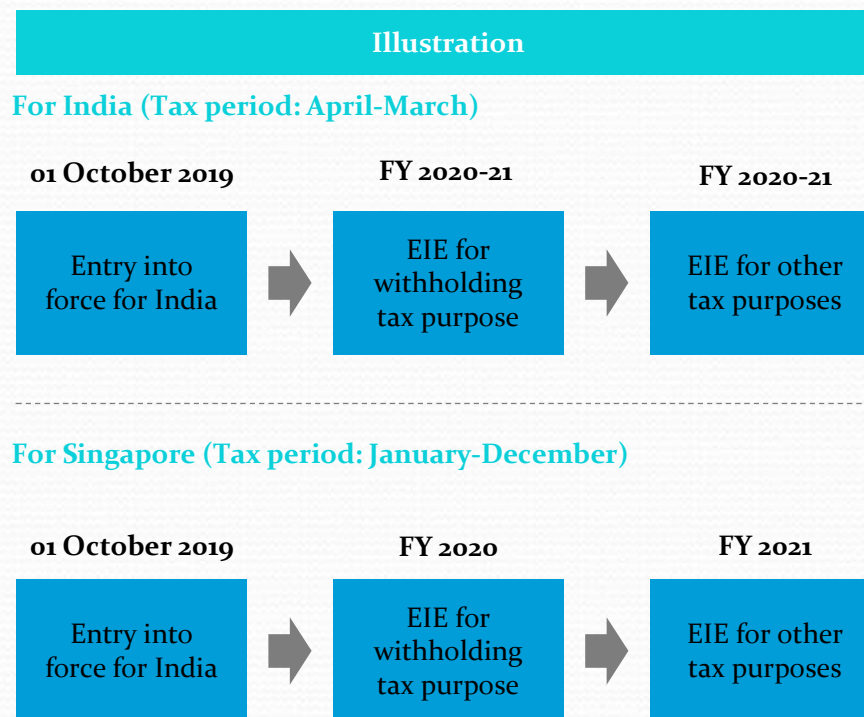 Illustration
For India (Tax period: April-March)
01 October 2019
FY 2020-21
FY 2020-21
Entry into
force for India
EIE for
withholding
tax purpose
EIE for other
tax purposes
For Singapore (Tax period: January-December)
01 October 2019
FY 2020
FY 2021
Entry into
force for India
EIE for
withholding
tax purpose
EIE for other
tax purposes